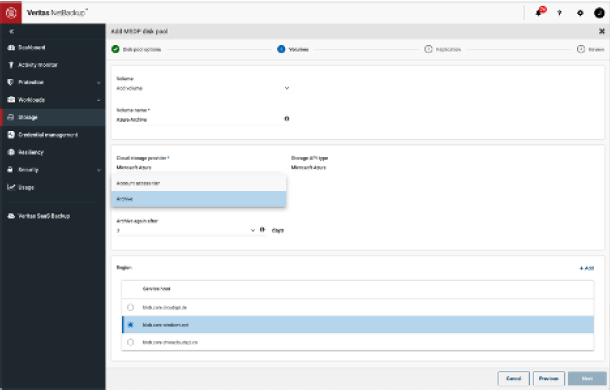 Veritas NetBackup™
Add MSDP disk pool
Dashboard
Activity monitor
Protection
Workloads
Storage
Credential management
Resiliency
Security
Usage
Veritas SaaS Backup
Disk pool options
Volumes
Replication
Review
Volume
Add volume
Volume name *
Azure-Archive
Cloud storage provider *
Microsoft Azure
Storage API type
Microsoft Azure
Account access tier
Archive
Archive again after
3
days
Region
+ Add
Service host
blob.core.cloudapi.de
blob.core.windows.net
blob.core.chinacloudapi.cn
Cancel
Previous
Next